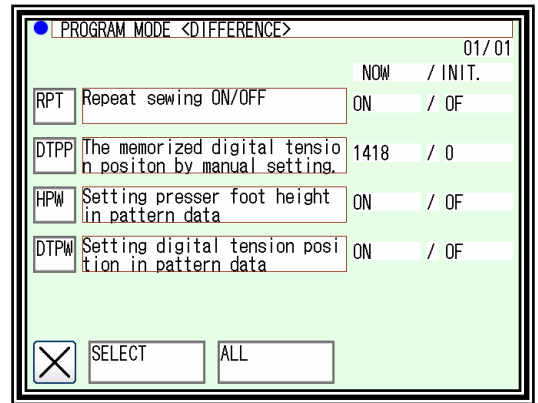 PROGRAM MODE <DIFFERENCE>
01/01
NOW / INIT.
RPT Repeat sewing ON/OFF ON / OF
DTPP The memorized digital tensio
n positon by manual setting. 1418 / 0
HPW Setting presser foot height
in pattern data ON / OF
DTPW Setting digital tension posi
tion in pattern data ON / OF
SELECT ALL